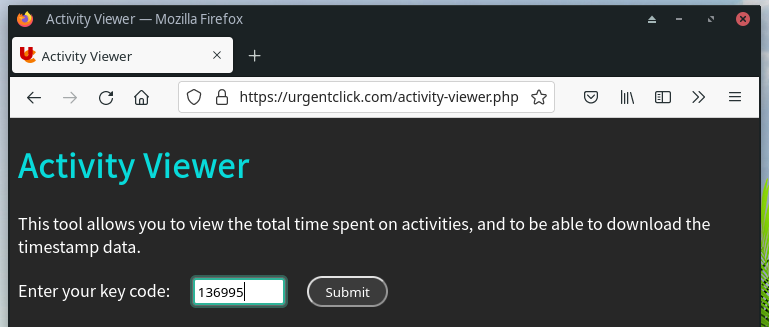 Activity Viewer — Mozilla Firefox
Activity Viewer
https://urgentclick.com/activity-viewer.php
Activity Viewer
This tool allows you to view the total time spent on activities, and to be able to download the
timestamp data.
Enter your key code: 136995 Submit